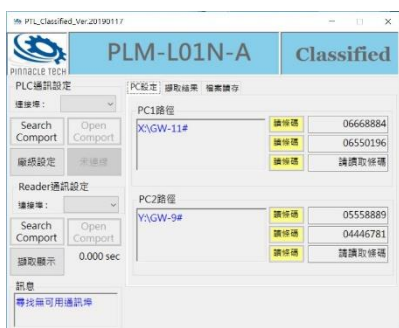 PTL_Classified_Ver.20190117
PINNACLE TECH
PLM-L01N-A
Classified
PLC通訊設定
連接埠：
Search Comport
Open Comport
廠級設定
未連接
Reader通訊設定
連接埠：
Search Comport
Open Comport
擷取顯示
0.000 sec
訊息
尋找無可用通訊埠
PC設定 擷取結果 檔案儲存
PC1路徑
X:\GW-11#
讀條碼 06668884
讀條碼 06550196
讀條碼 請讀取條碼
PC2路徑
Y:\GW-9#
讀條碼 05558889
讀條碼 04446781
讀條碼 請讀取條碼